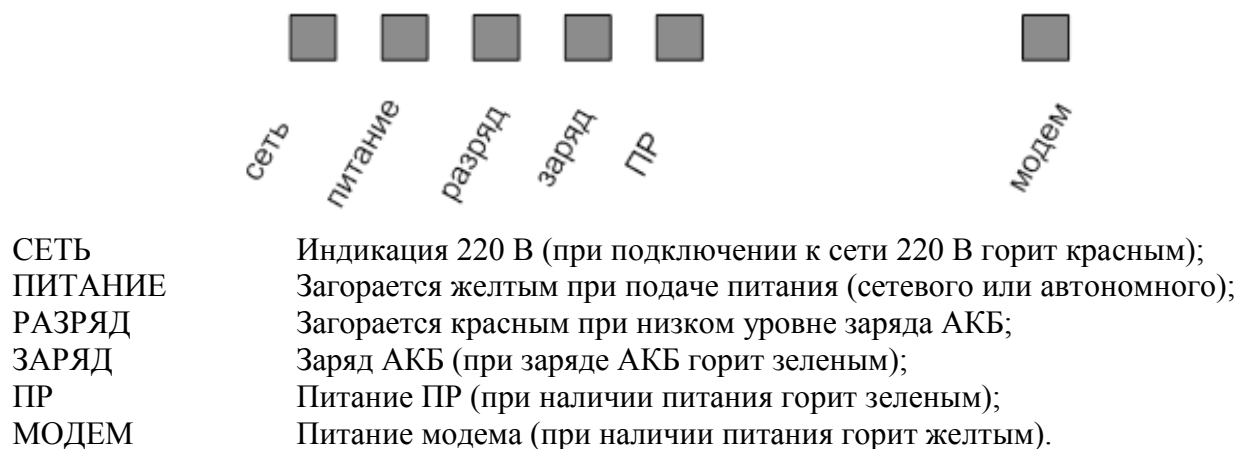 сеть
питание
разряд
заряд
ПР
модем
СЕТЬ Индикация 220 В (при подключении к сети 220 В горит красным);
ПИТАНИЕ Загорается желтым при подаче питания (сетевого или автономного);
РАЗРЯД Загорается красным при низком уровне заряда АКБ;
ЗАРЯД Заряд АКБ (при заряде АКБ горит зеленым);
ПР Питание ПР (при наличии питания горит зеленым);
МОДЕМ Питание модема (при наличии питания горит желтым).